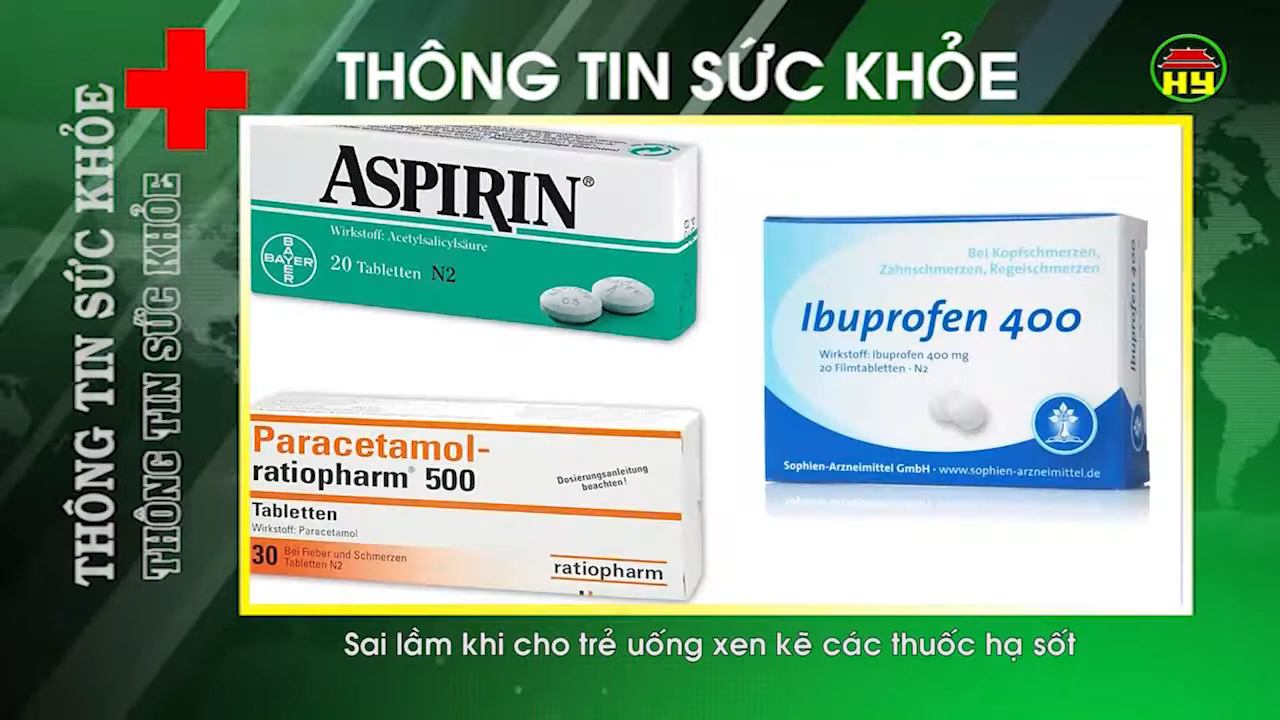 THÔNG TIN SỨC KHỎE
HY
THÔNG TIN SỨC KHỎE
THÔNG TIN SỨC KHỎE
ASPIRIN®
Wirkstoff: Acetylsalicylsäure
BAYER
BAYER
20 Tabletten N2
0.5
Bei Kopfschmerzen,
Zahnschmerzen, Regelschmerzen
Ibuprofen 400
Wirkstoff: Ibuprofen 400 mg
20 Filmtabletten · N2
Sophien-Arzneimittel GmbH · www.sophien-arzneimittel.de
Ibuprofen 400
Paracetamol-
ratiopharm® 500
Dosierungsanleitung
beachten!
Tabletten
Wirkstoff: Paracetamol
30 Bei Fieber und Schmerzen
Tabletten N2
ratiopharm
Sai lầm khi cho trẻ uống xen kẽ các thuốc hạ sốt